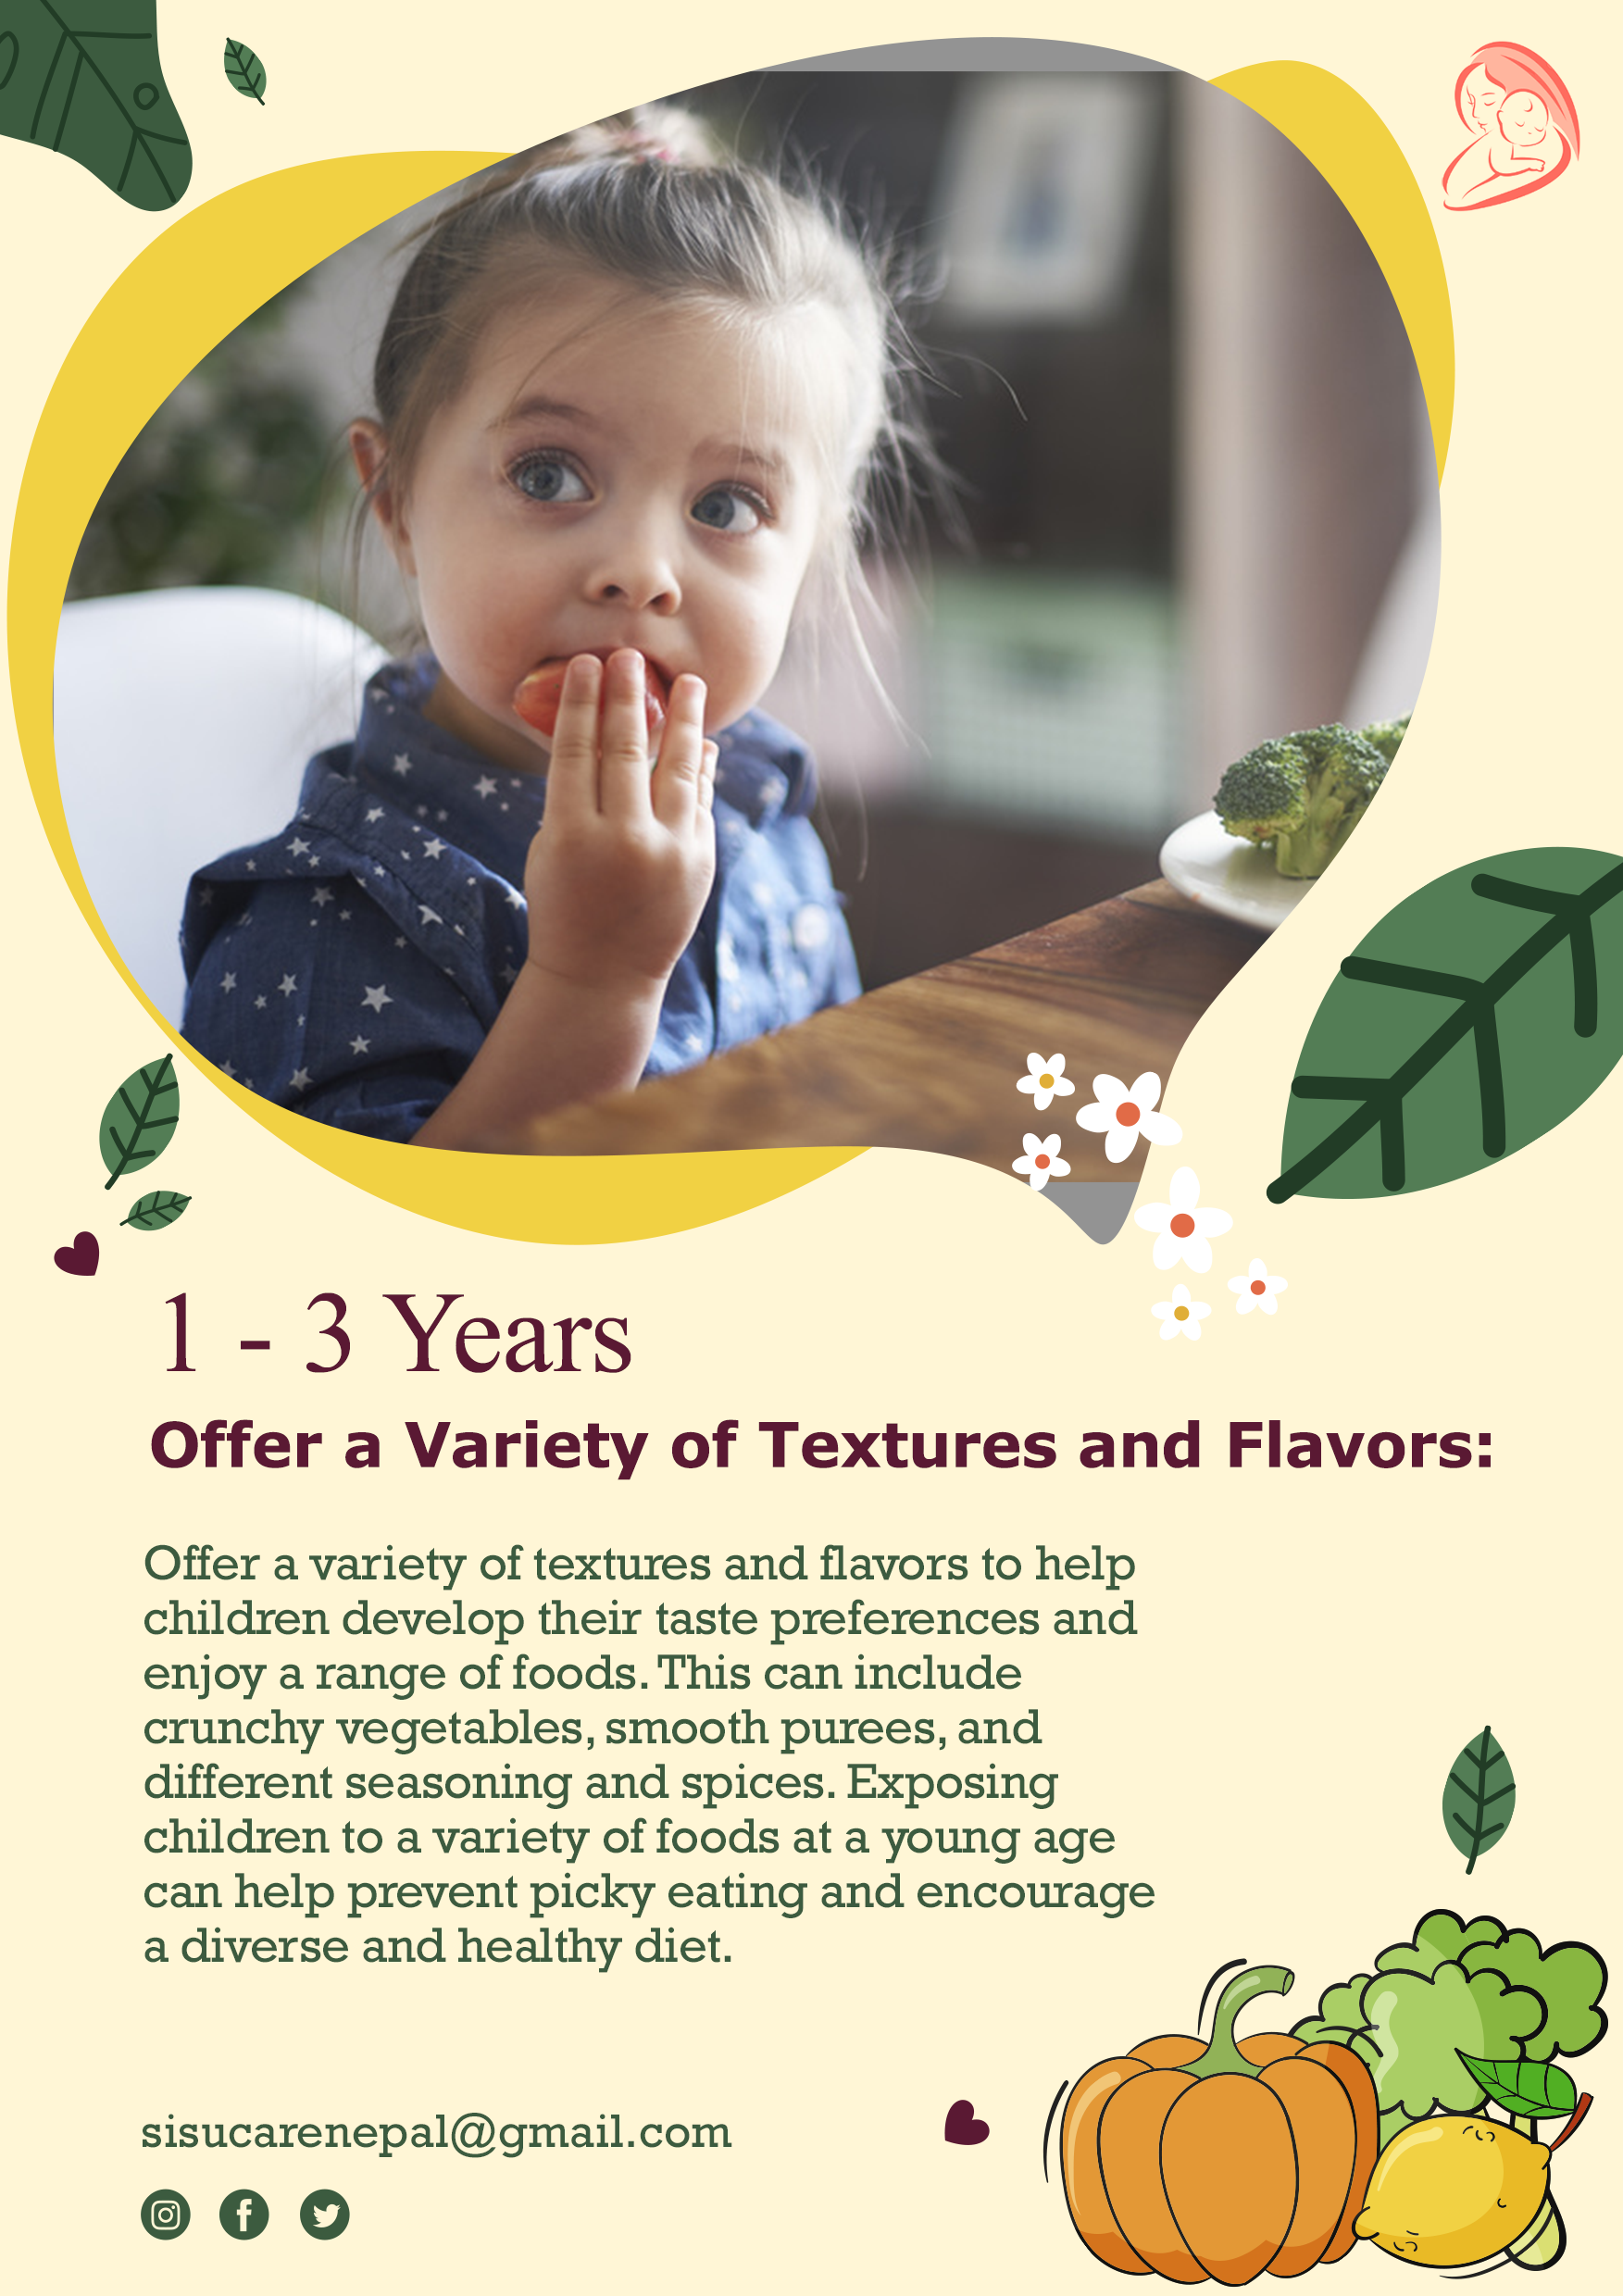 1 - 3 Years
Offer a Variety of Textures and Flavors:
Offer a variety of textures and flavors to help
children develop their taste preferences and
enjoy a range of foods. This can include
crunchy vegetables, smooth purees, and
different seasoning and spices. Exposing
children to a variety of foods at a young age
can help prevent picky eating and encourage
a diverse and healthy diet.
sisucarenepal@gmail.com